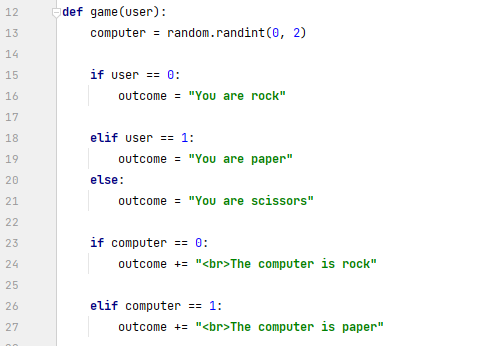 12 def game(user):
13     computer = random.randint(0, 2)
14
15     if user == 0:
16         outcome = "You are rock"
17
18     elif user == 1:
19         outcome = "You are paper"
20     else:
21         outcome = "You are scissors"
22
23     if computer == 0:
24         outcome += "<br>The computer is rock"
25
26     elif computer == 1:
27         outcome += "<br>The computer is paper"